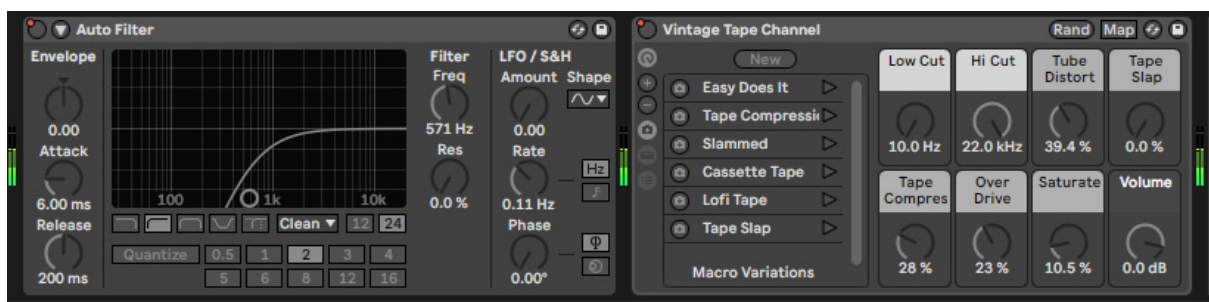 Auto Filter
Envelope
0.00
Attack
6.00 ms
Release
200 ms
100 1k 10k
Clean 12 24
Quantize 0.5 1 2 3 4
5 6 8 12 16
Filter
Freq
571 Hz
Res
0.0 %
LFO / S&H
Amount Shape
0.00
Rate
Hz
0.11 Hz
Phase
Φ
0.00°
Vintage Tape Channel Rand Map
New
Easy Does It
Tape Compressi
Slammed
Cassette Tape
Lofi Tape
Tape Slap
Macro Variations
Low Cut
10.0 Hz
Hi Cut
22.0 kHz
Tube
Distort
39.4 %
Tape
Slap
0.0 %
Tape
Compres
28 %
Over
Drive
23 %
Saturate
10.5 %
Volume
0.0 dB